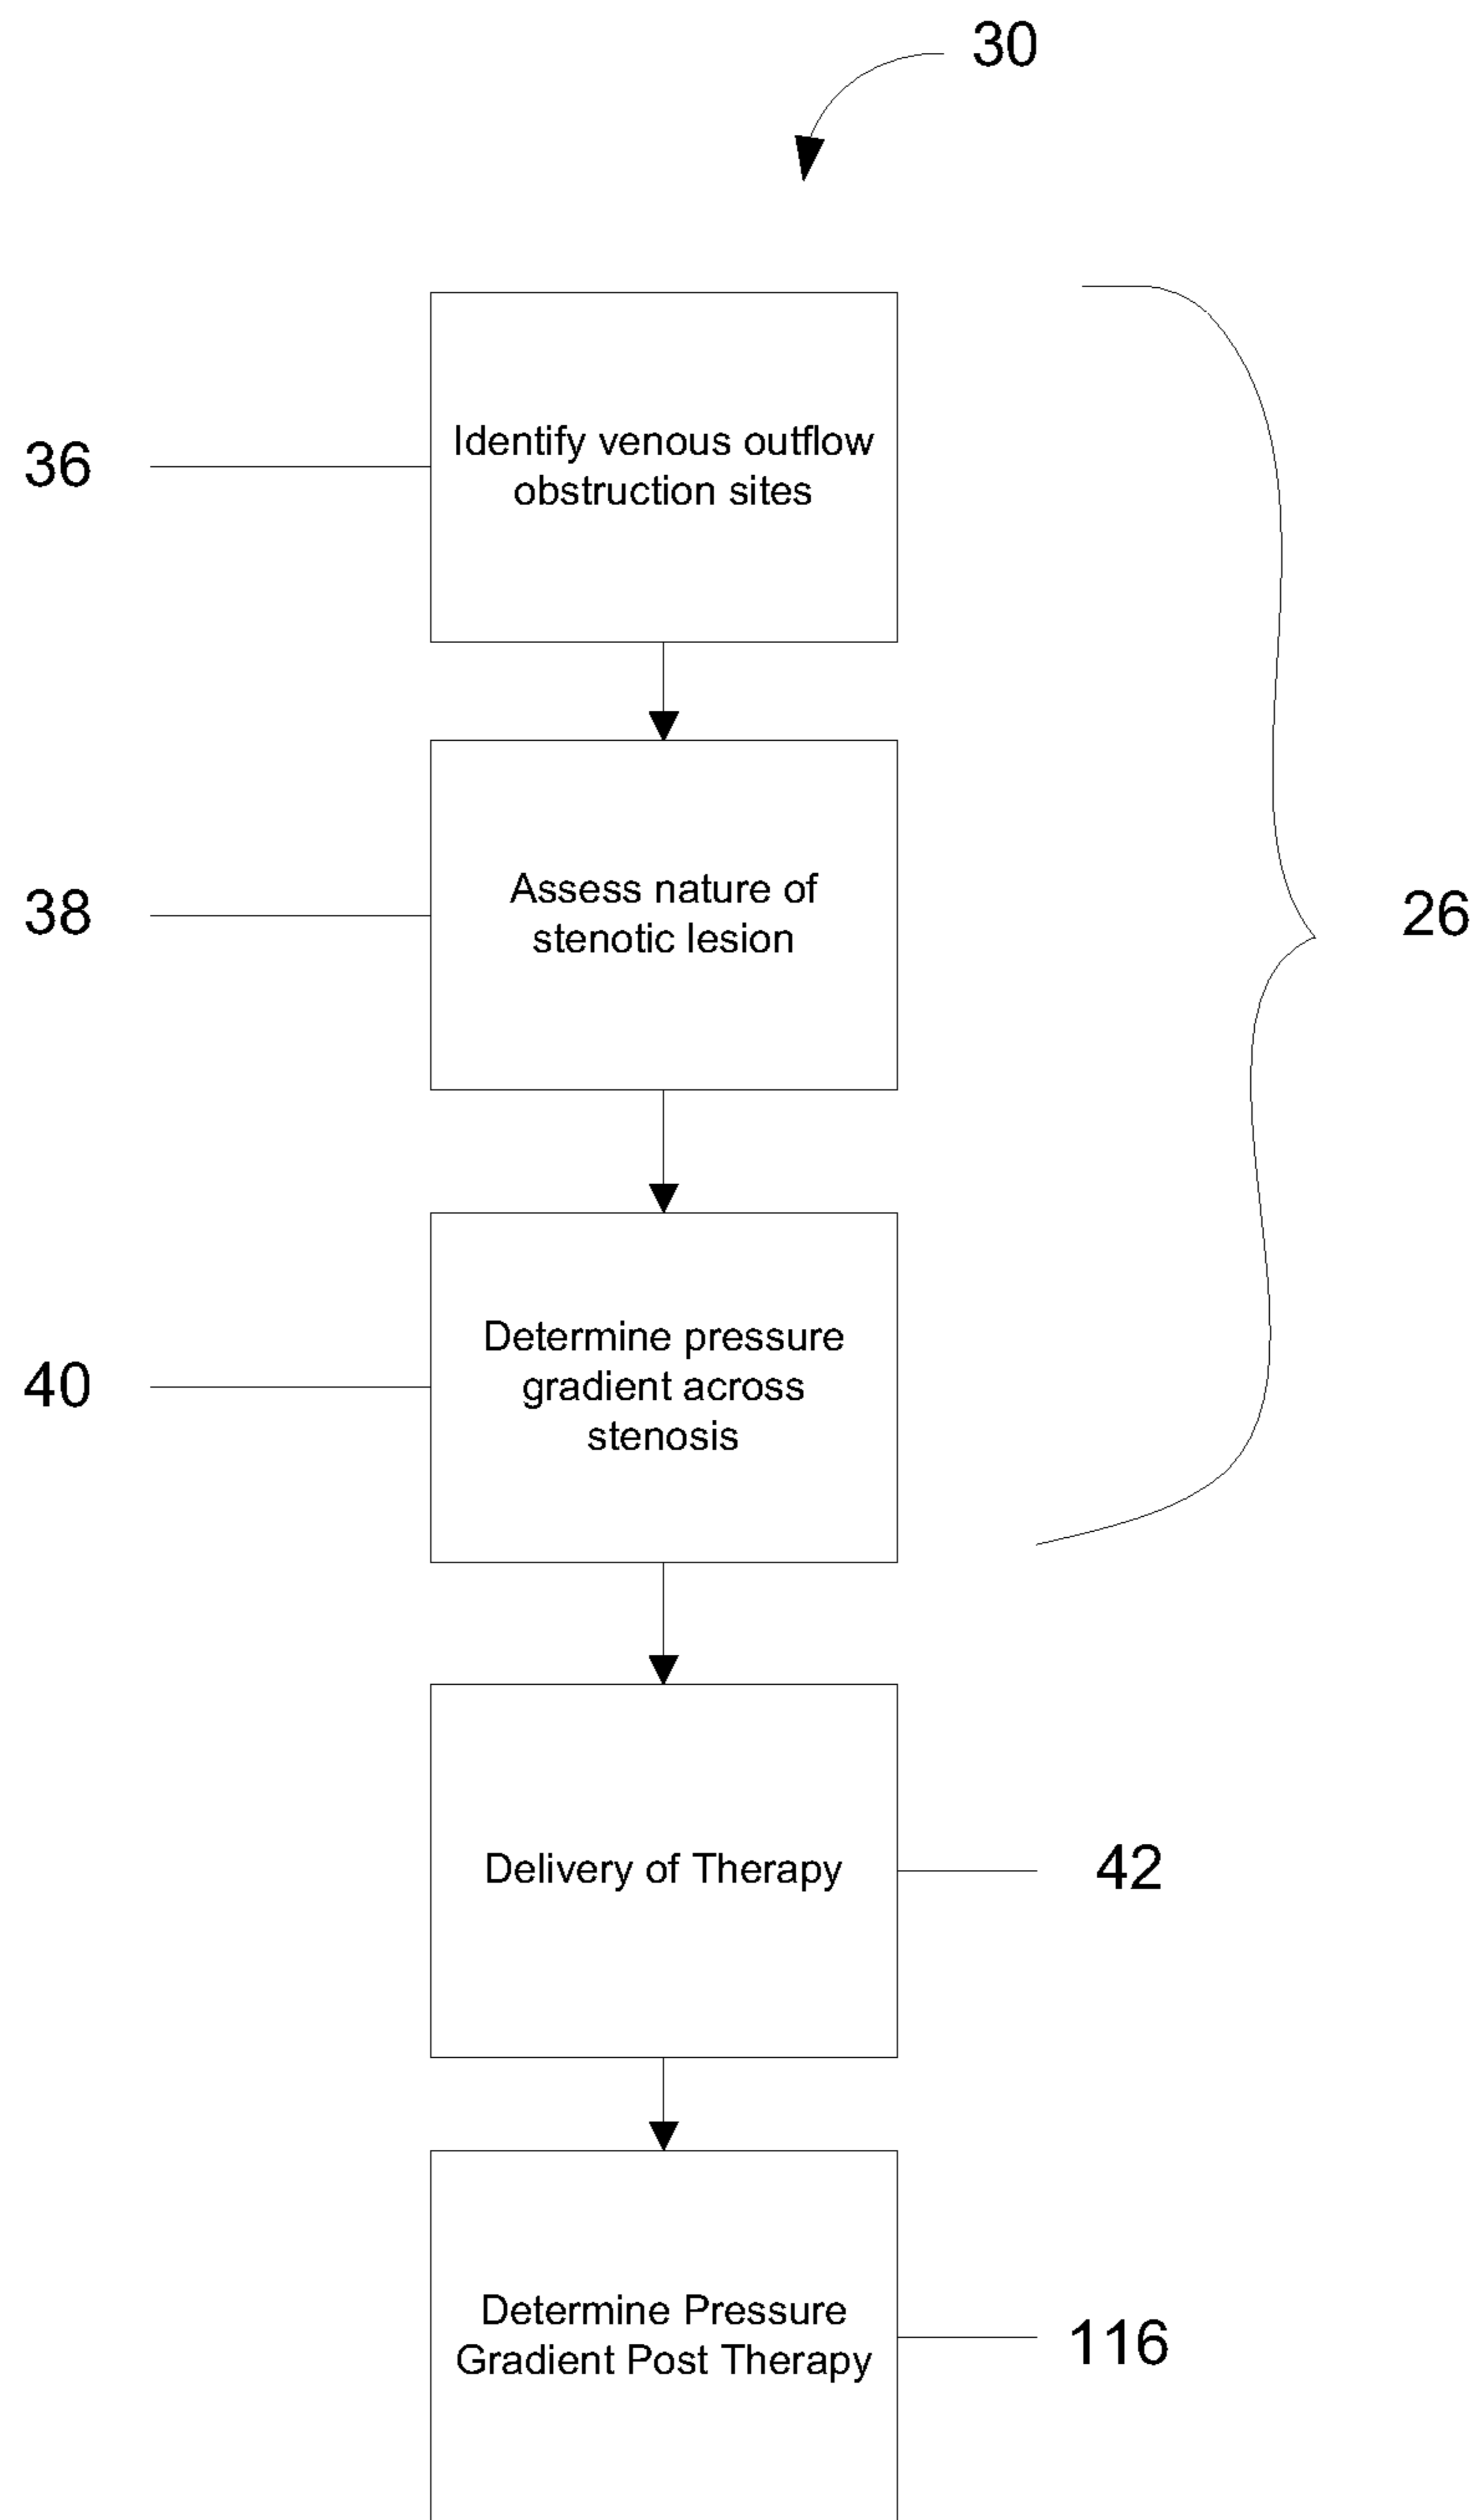 30
Identify venous outflow
obstruction sites
36
Assess nature of
stenotic lesion
38
26
Determine pressure
gradient across
stenosis
40
Delivery of Therapy
42
Determine Pressure
Gradient Post Therapy
116